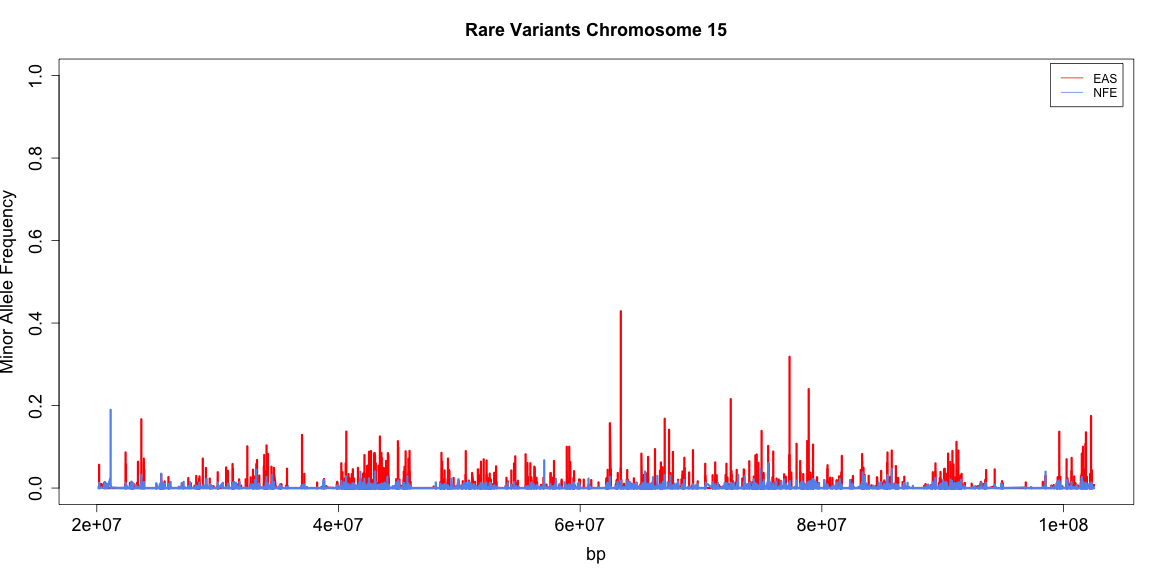 Rare Variants Chromosome 15
EAS
NFE
Minor Allele Frequency
1.0
0.8
0.6
0.4
0.2
0.0
2e+07 4e+07 6e+07 8e+07 1e+08
bp